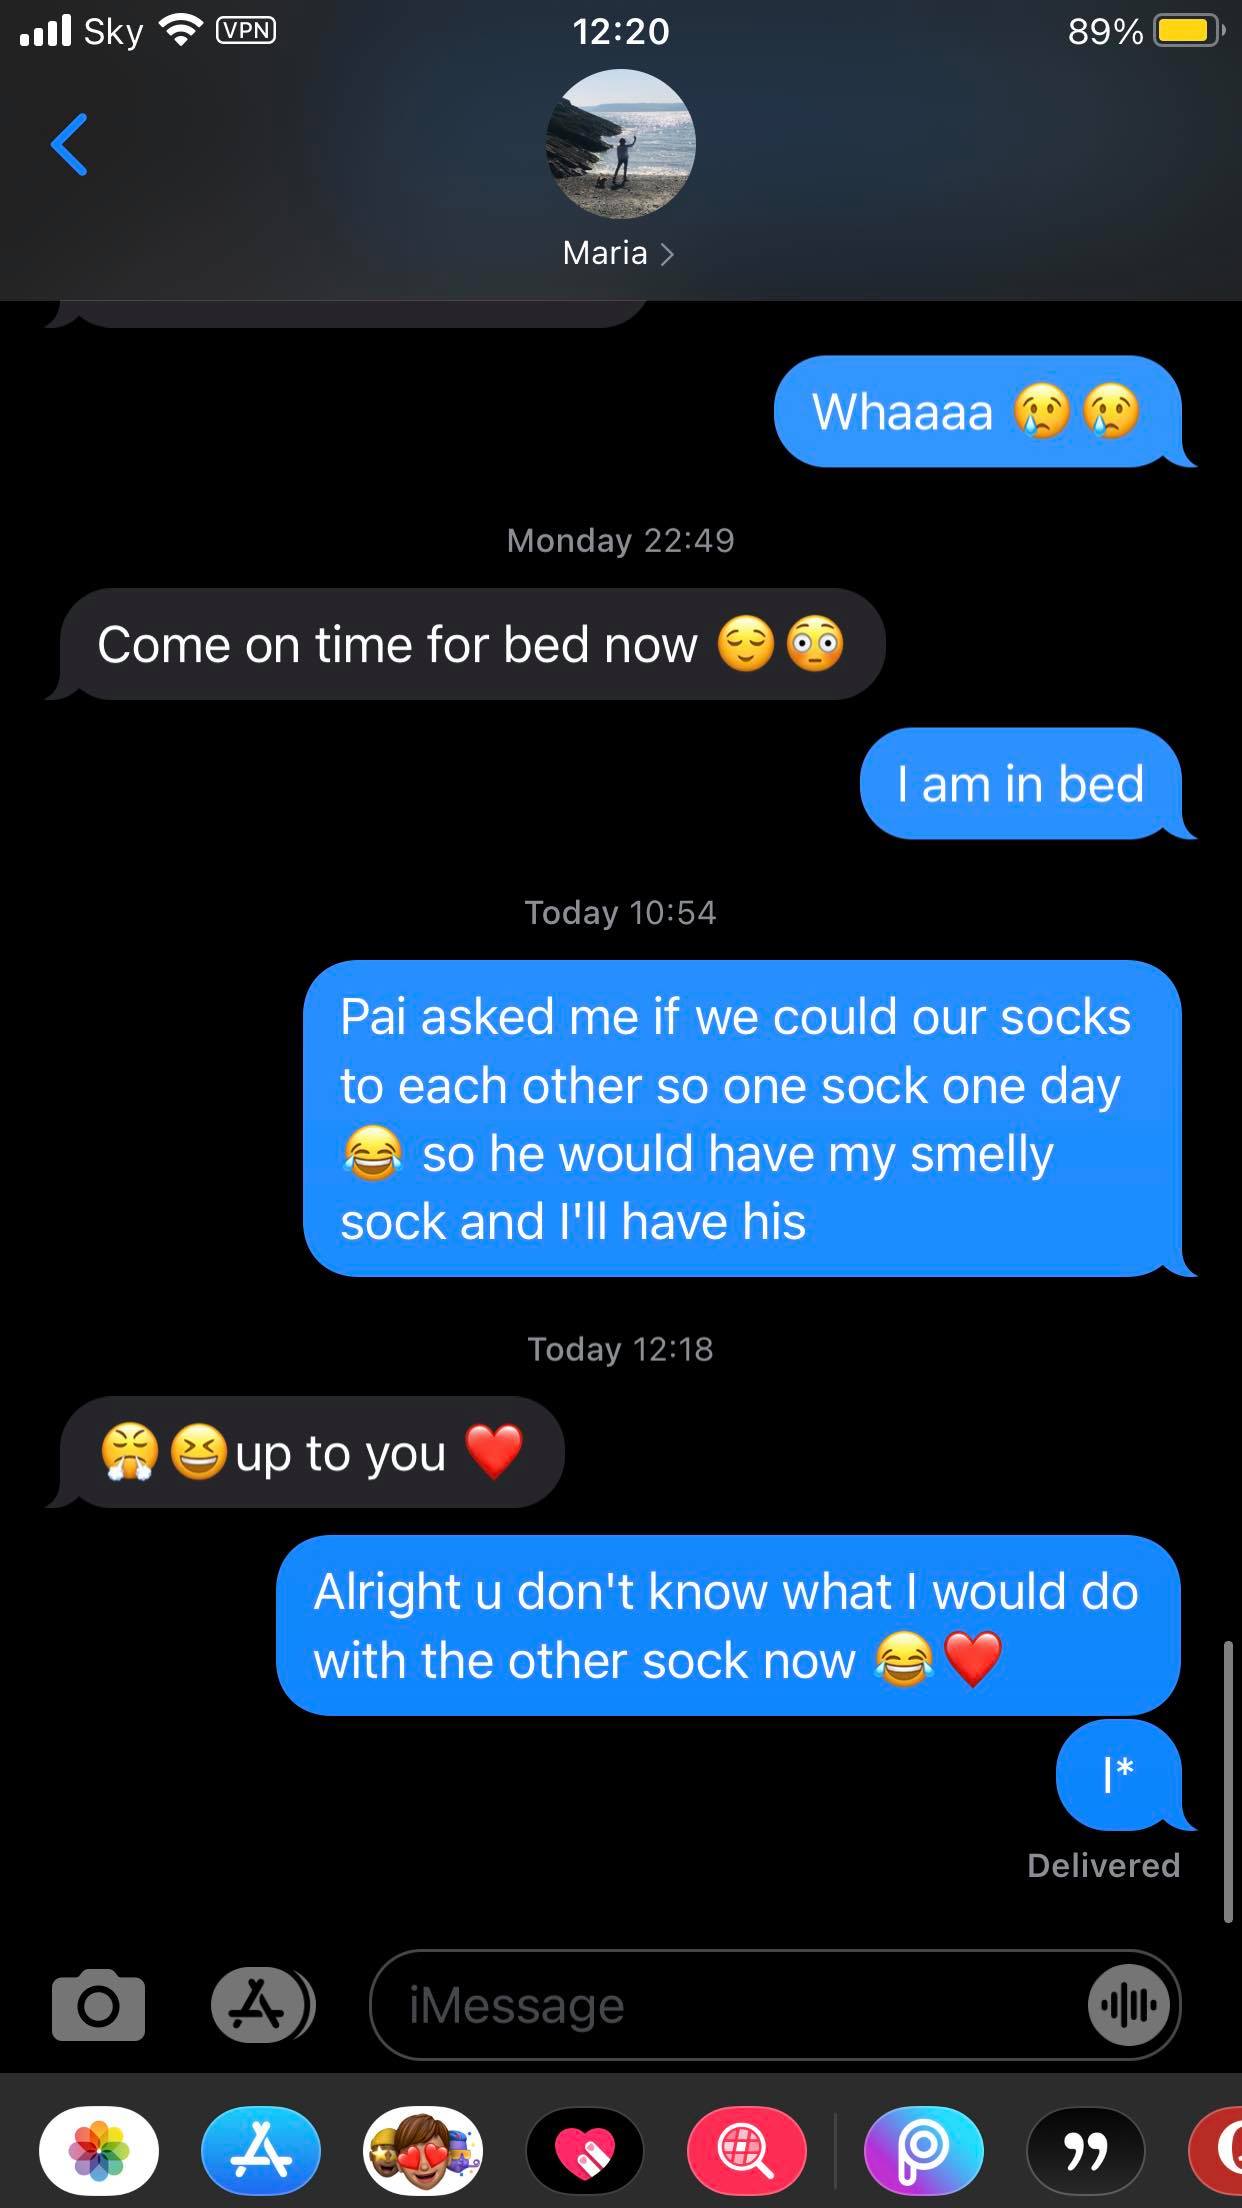 Sky VPN 12:20 89%
Maria
Whaaaa 😢😢
Monday 22:49
Come on time for bed now 😌😳
I am in bed
Today 10:54
Pai asked me if we could our socks
to each other so one sock one day
😂 so he would have my smelly
sock and I'll have his
Today 12:18
😤😆up to you ❤️
Alright u don't know what I would do
with the other sock now 😂❤️
I*
Delivered
iMessage